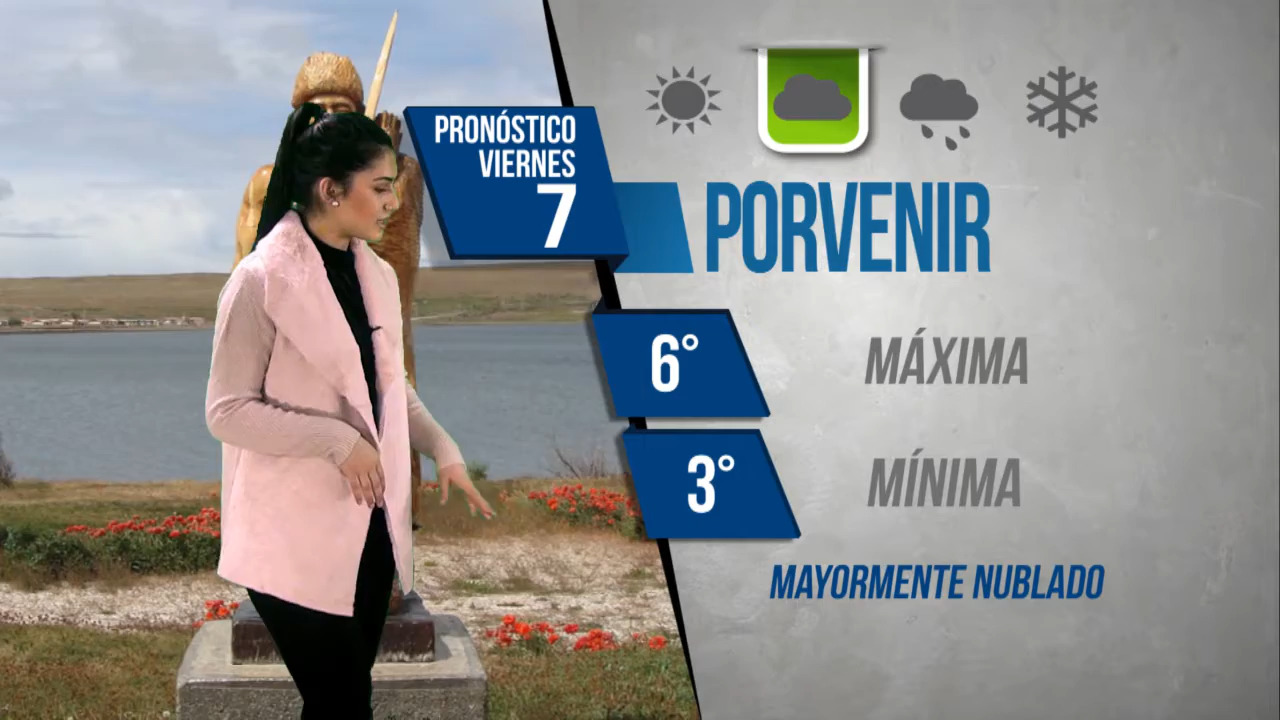 PRONÓSTICO
VIERNES
7
PORVENIR
6° MÁXIMA
3° MÍNIMA
MAYORMENTE NUBLADO